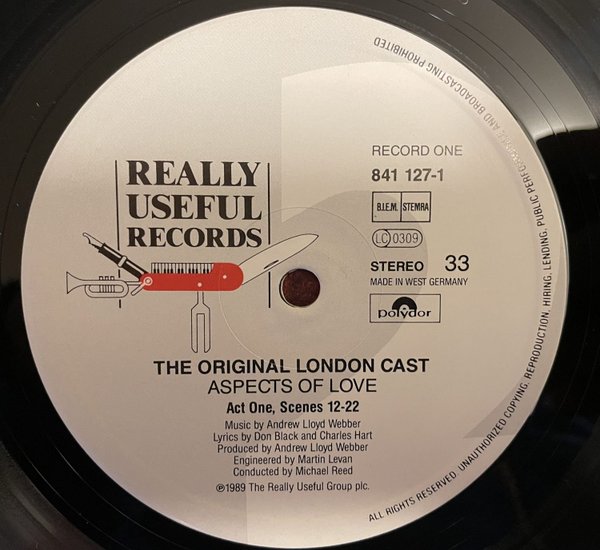 REALLY
USEFUL
RECORDS
RECORD ONE
841 127-1
B.I.E.M. STEMRA
LC 0309
STEREO 33
MADE IN WEST GERMANY
polydor
THE ORIGINAL LONDON CAST
ASPECTS OF LOVE
Act One, Scenes 12-22
Music by Andrew Lloyd Webber
Lyrics by Don Black and Charles Hart
Produced by Andrew Lloyd Webber
Engineered by Martin Levan
Conducted by Michael Reed
℗1989 The Really Useful Group plc.
ALL RIGHTS RESERVED. UNAUTHORIZED COPYING, REPRODUCTION, HIRING, LENDING, PUBLIC PERFORMANCE AND BROADCASTING PROHIBITED